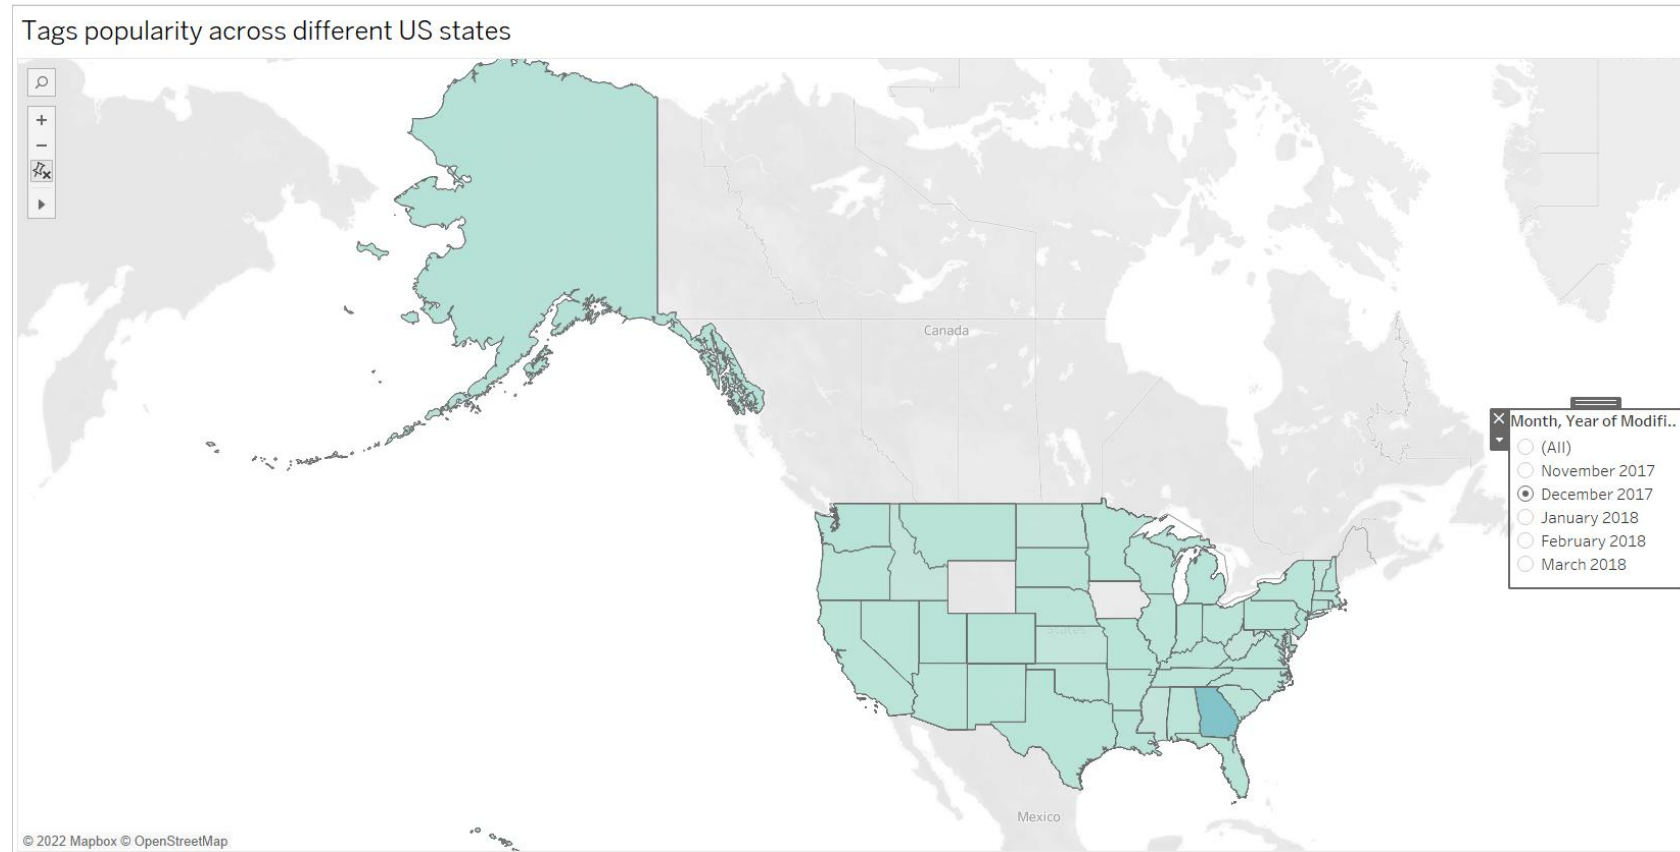 Tags popularity across different US states
Canada
Month, Year of Modifi..
(All)
November 2017
December 2017
January 2018
February 2018
March 2018
States
Mexico
© 2022 Mapbox © OpenStreetMap